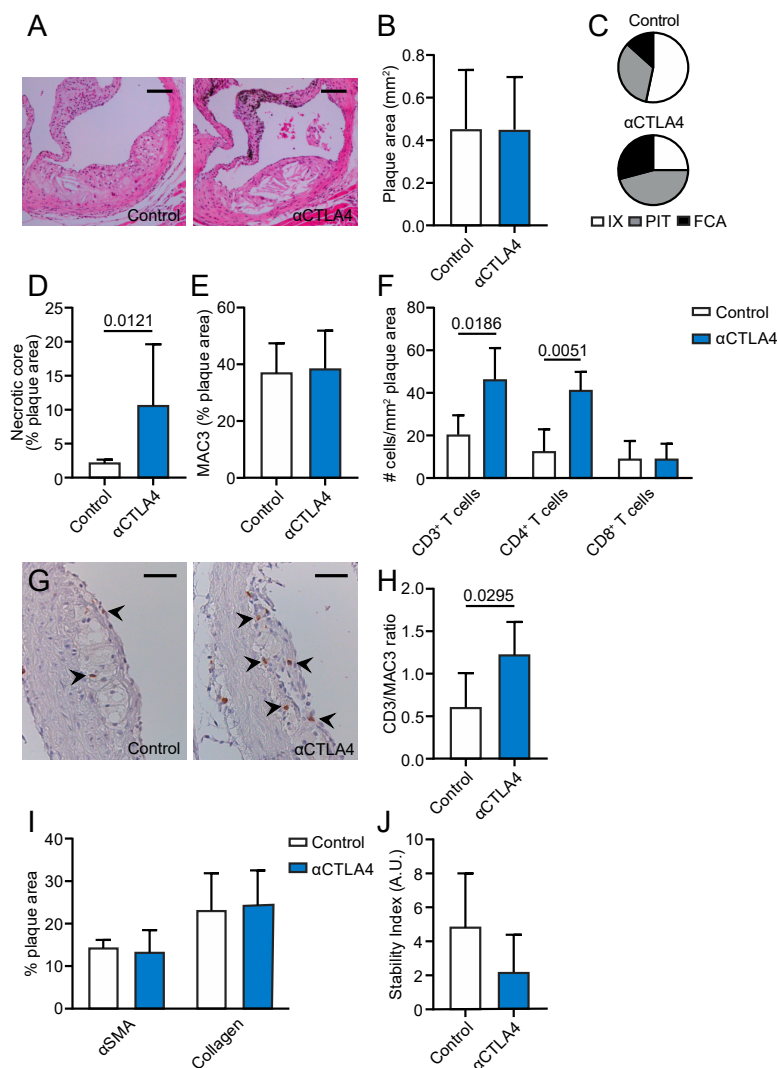 A
Control
αCTLA4
B
Plaque area (mm²)
0.8
0.6
0.4
0.2
0.0
Control
αCTLA4
C
Control
αCTLA4
IX PIT FCA
D
Necrotic core
(% plaque area)
25
20
15
10
5
0
0.0121
Control
αCTLA4
E
MAC3 (% plaque area)
60
40
20
0
Control
αCTLA4
F
# cells/mm² plaque area
80
60
40
20
0
0.0186
0.0051
CD3⁺ T cells
CD4⁺ T cells
CD8⁺ T cells
Control
αCTLA4
G
Control
αCTLA4
H
CD3/MAC3 ratio
2.0
1.5
1.0
0.5
0.0
0.0295
Control
αCTLA4
I
% plaque area
40
30
20
10
0
αSMA
Collagen
Control
αCTLA4
J
Stability Index (A.U.)
10
8
6
4
2
0
Control
αCTLA4